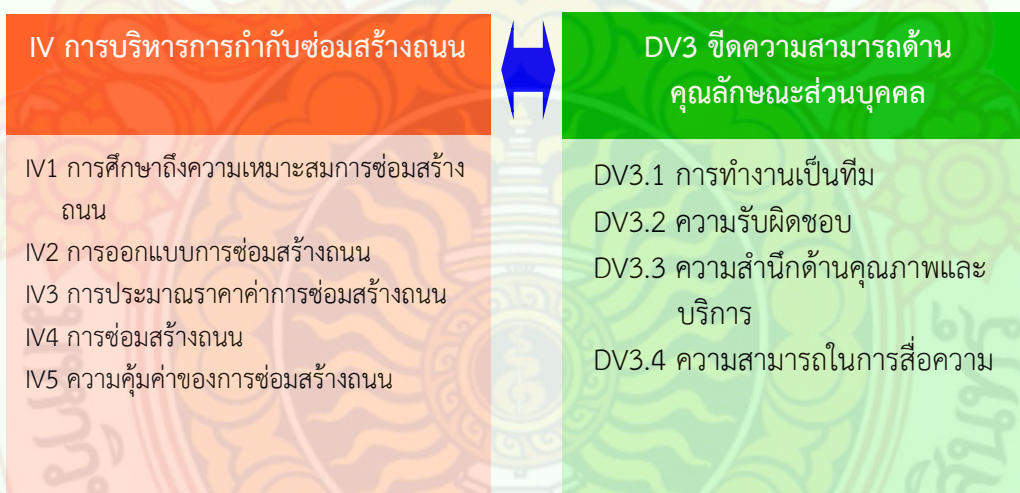 IV การบริหารการกำกับซ่อมสร้างถนน
IV1 การศึกษาถึงความเหมาะสมการซ่อมสร้าง
ถนน
IV2 การออกแบบการซ่อมสร้างถนน
IV3 การประมาณราคาค่าการซ่อมสร้างถนน
IV4 การซ่อมสร้างถนน
IV5 ความคุ้มค่าของการซ่อมสร้างถนน
DV3 ขีดความสามารถด้าน
คุณลักษณะส่วนบุคคล
DV3.1 การทำงานเป็นทีม
DV3.2 ความรับผิดชอบ
DV3.3 ความสำนึกด้านคุณภาพและ
บริการ
DV3.4 ความสามารถในการสื่อความ